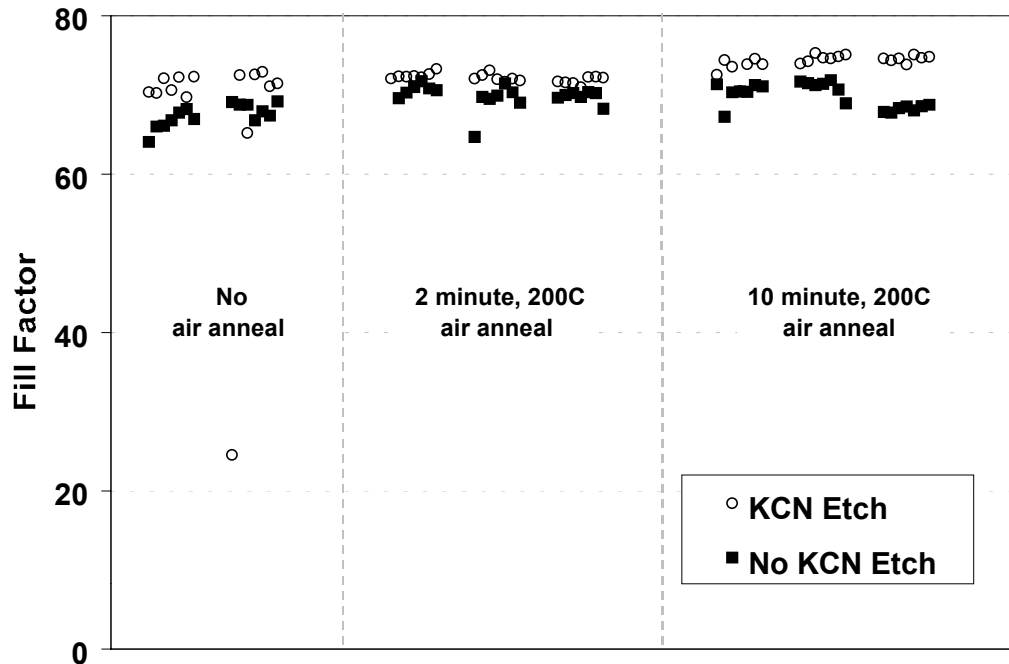 80
60
40
20
0
Fill Factor
No
air anneal
2 minute, 200C
air anneal
10 minute, 200C
air anneal
KCN Etch
No KCN Etch